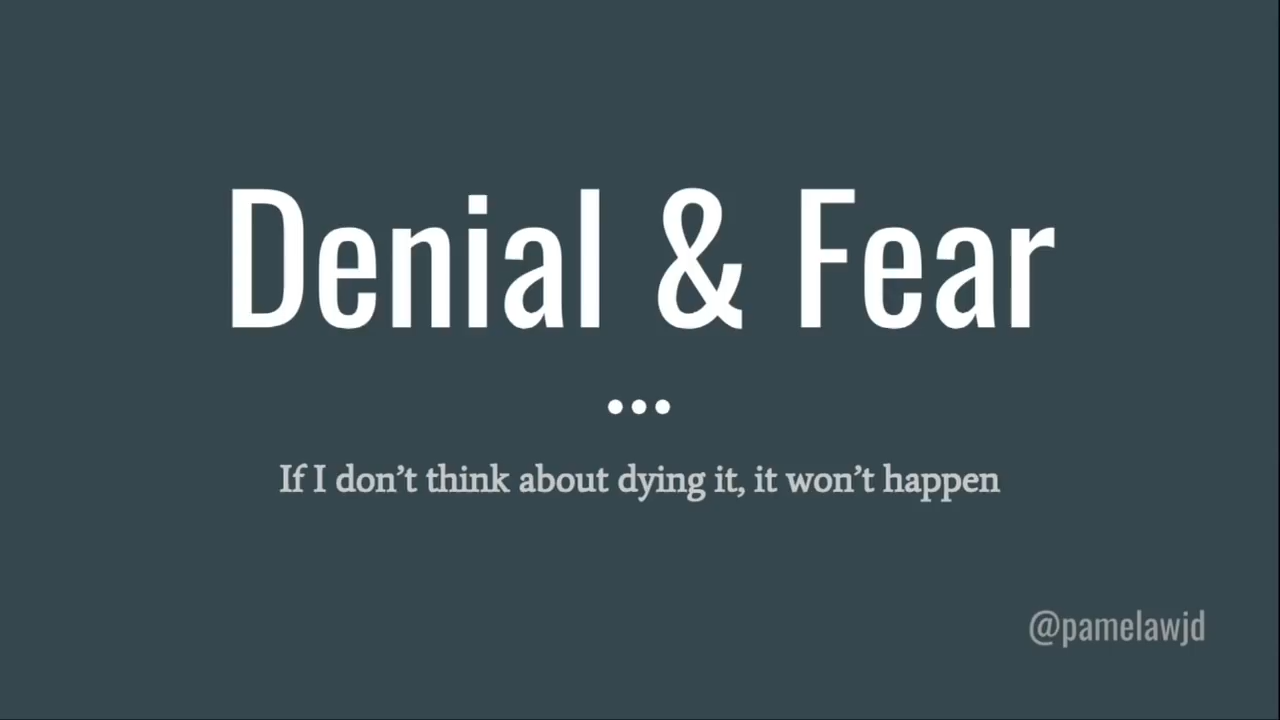 Denial & Fear
If I don’t think about dying it, it won’t happen
@pamelawjd